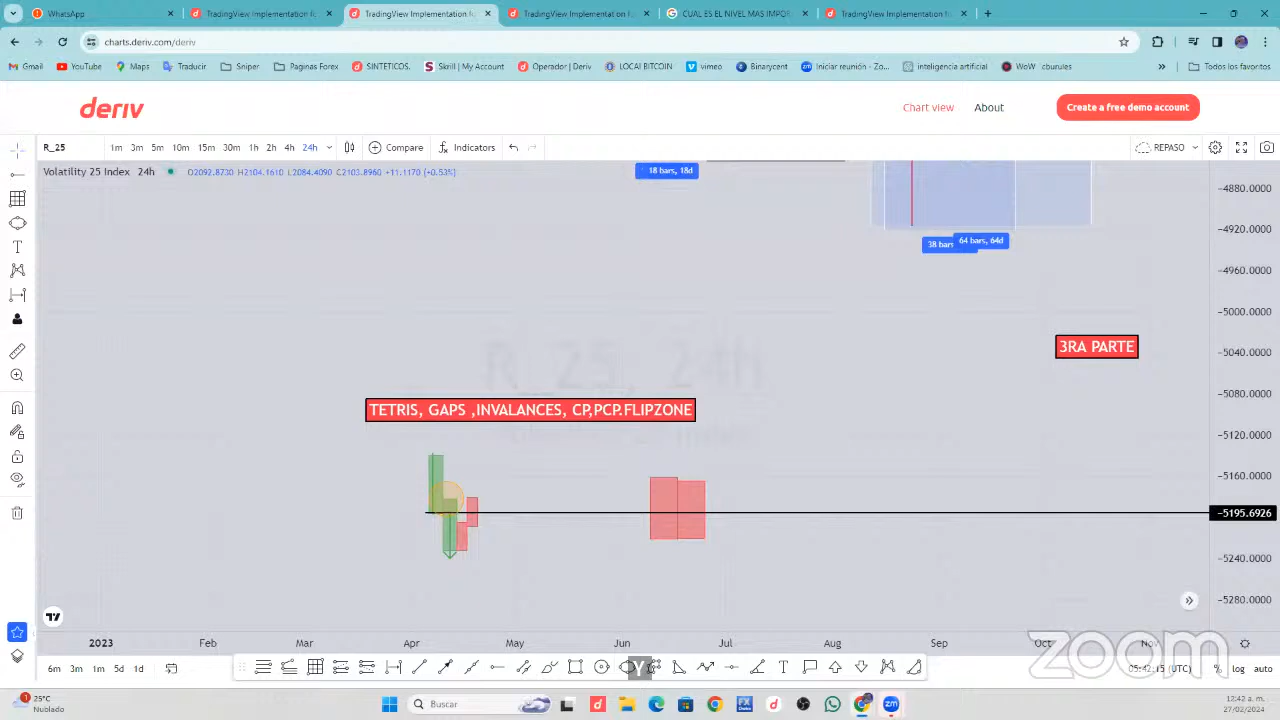 WhatsApp
TradingView Implementation f
TradingView Implementation f
TradingView Implementation f
CUAL ES EL NIVEL MAS IMPOR
TradingView Implementation f
charts.deriv.com/deriv
Gmail
YouTube
Maps
Traducir
Sniper
Paginas Forex
SINTETICOS.
Skrill | My Account
Operador | Deriv
LOCAl BITCOIN
vimeo
Binarycent
Iniciar reunión - Zo...
inteligencia artificial
WoW
cburules
Todos los favoritos
deriv
Chart view
About
Create a free demo account
R_25
1m 3m 5m 10m 15m 30m 1h 2h 4h 24h
Compare
Indicators
REPASO
Volatility 25 Index 24h
O2092.8730 H2104.1610 L2084.4090 C2103.8960 +11.1170 (+0.53%)
18 bars, 18d
−4880.0000
−4920.0000
38 bars
64 bars, 64d
−4960.0000
−5000.0000
3RA PARTE
−5040.0000
R_25, 24h
−5080.0000
TETRIS, GAPS ,INVALANCES, CP,PCP.FLIPZONE
−5120.0000
−5160.0000
−5195.6926
−5240.0000
−5280.0000
2023 Feb Mar Apr May Jun Jul Aug Sep Oct Nov
zoom
6m 3m 1m 5d 1d
Y
05:42:15 (UTC)
% log auto
1
25°C
Nublado
Buscar
12:42 a. m.
27/02/2024